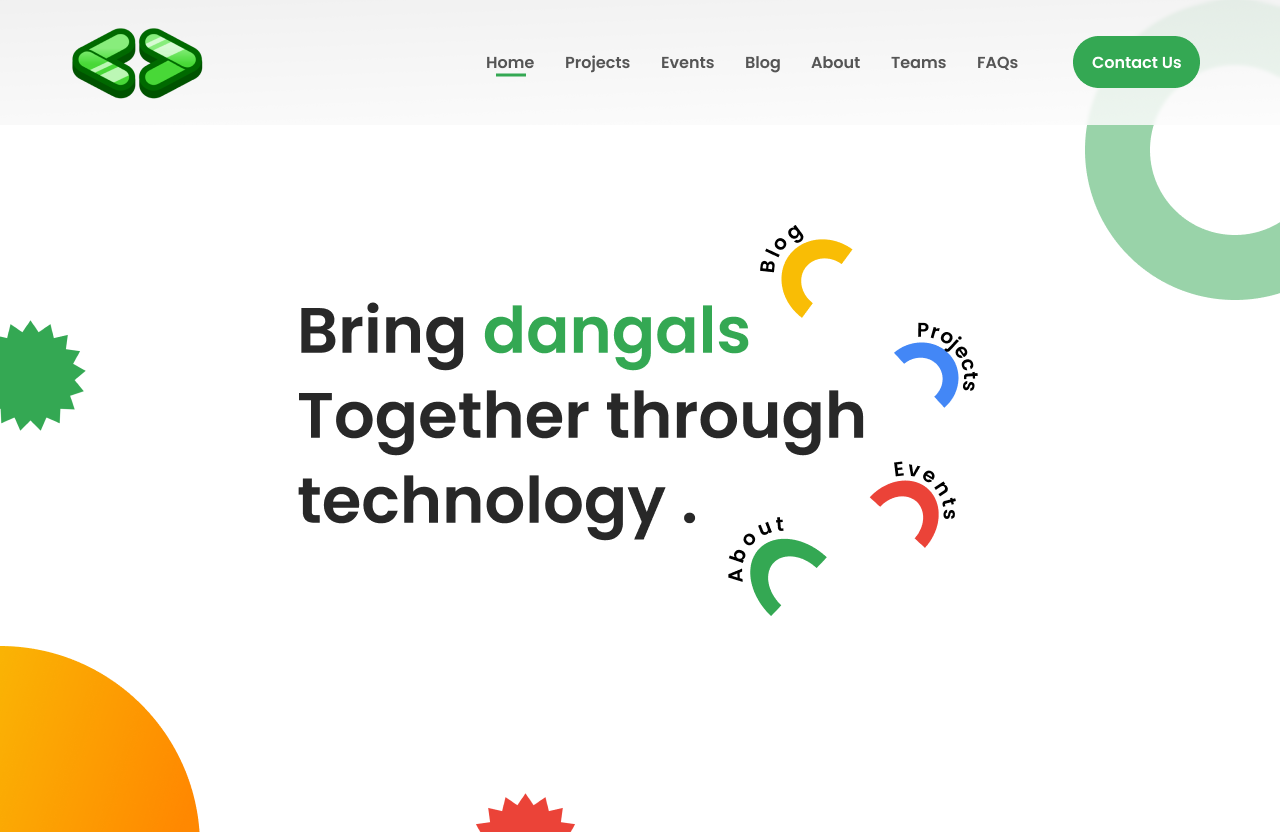 Home Projects Events Blog About Teams FAQs Contact Us
Blog
Bring dangals
Projects
Together through
Events
technology .
About